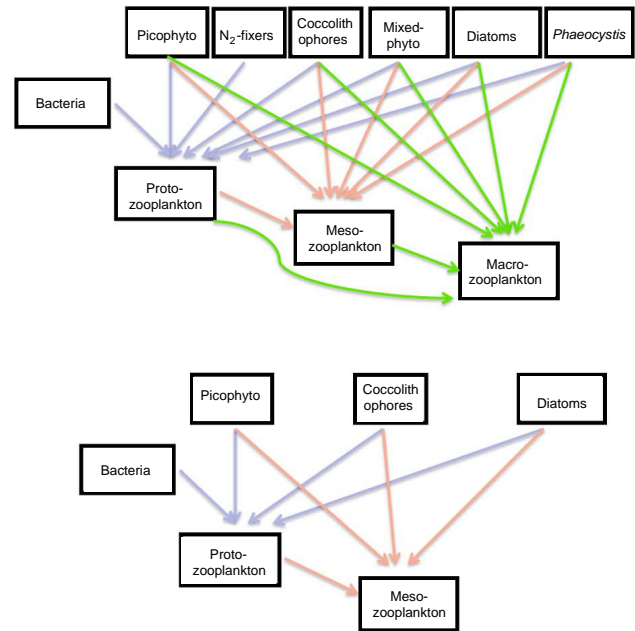 Picophyto
N2-fixers
Coccolith
ophores
Mixed-
phyto
Diatoms
Phaeocystis
Bacteria
Proto-
zooplankton
Meso-
zooplankton
Macro-
zooplankton
Picophyto
Coccolith
ophores
Diatoms
Bacteria
Proto-
zooplankton
Meso-
zooplankton